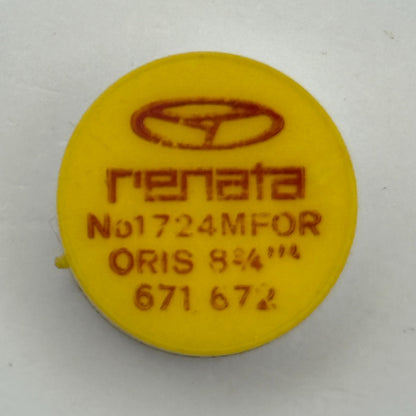 renata
No1724MFOR
ORIS 8¾'''
671 672